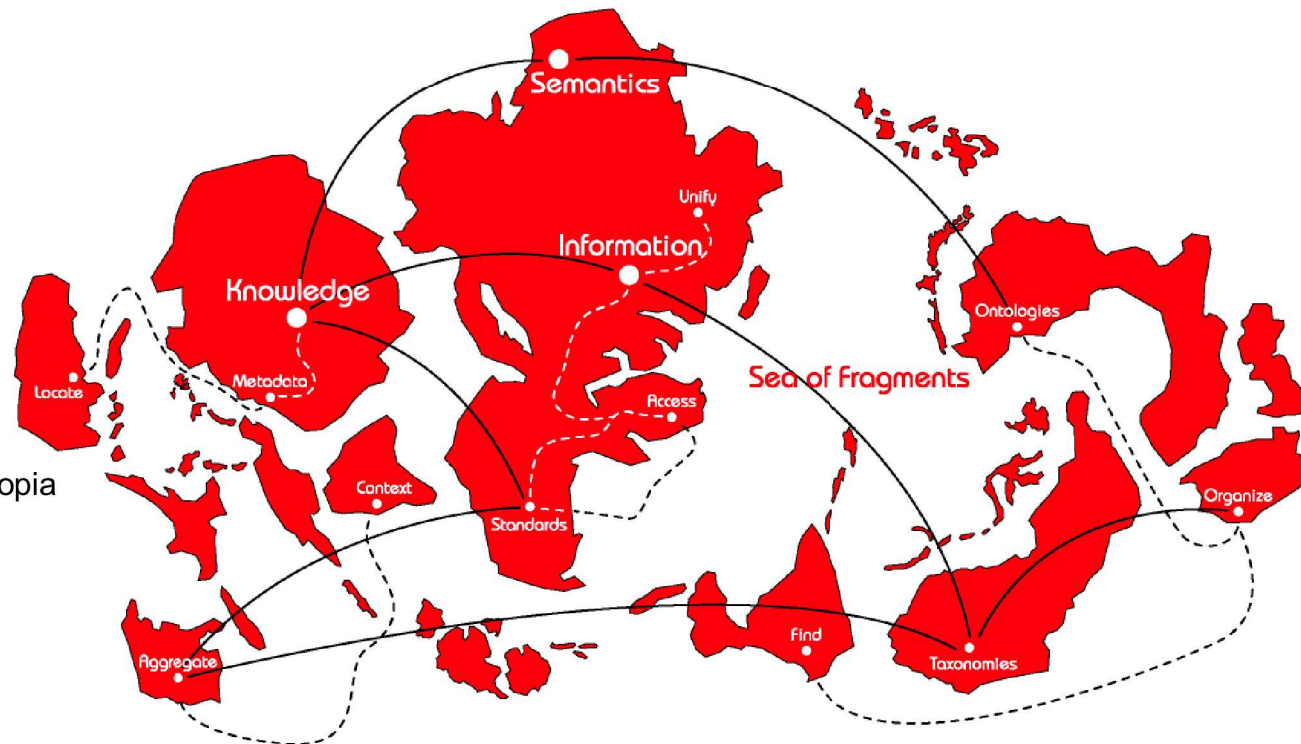 Semantics
Unify
Information
Knowledge
Ontologies
Sea of Fragments
Locate
Metadata
Access
opia
Context
Standards
Organize
Find
Aggregate
Taxonomies